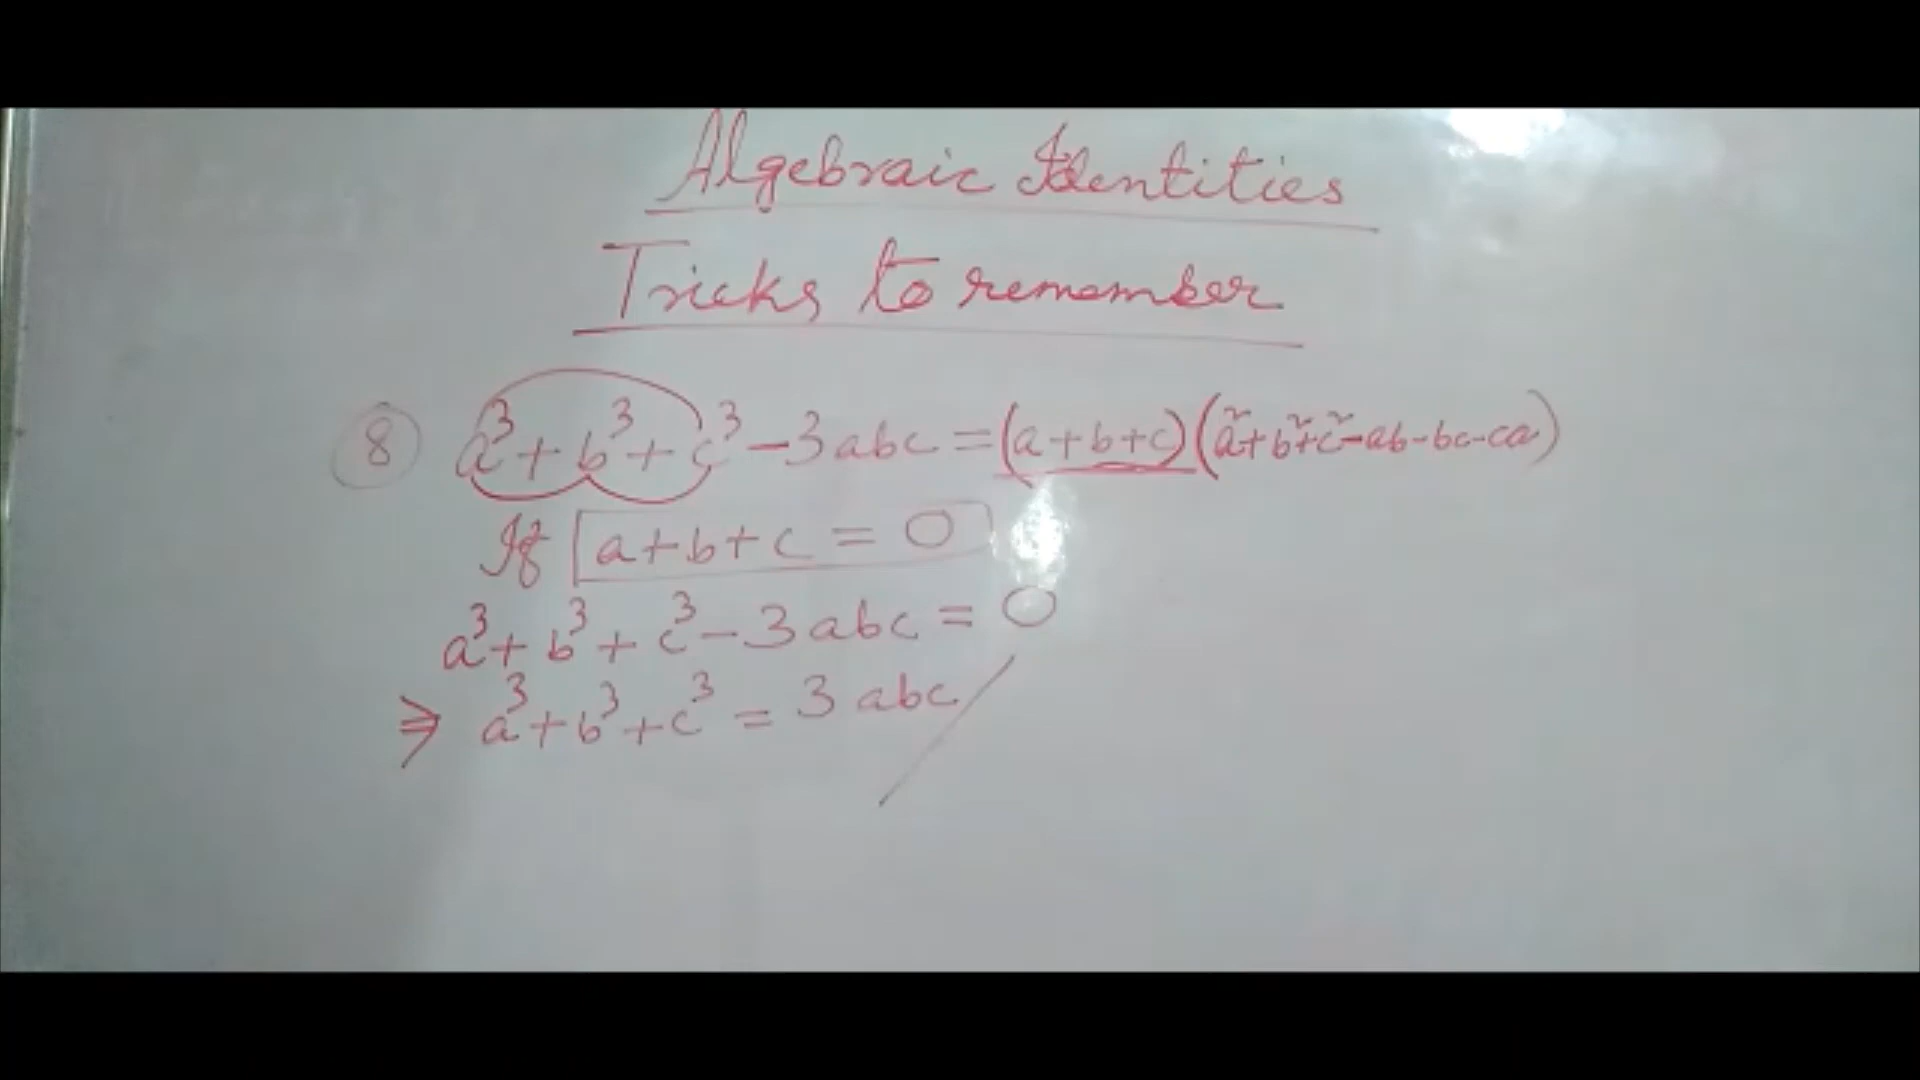 Algebraic Identities
Tricks to remember
8 a³+b³+c³-3abc=(a+b+c)(a²+b²+c²-ab-bc-ca)
If a+b+c=0
a³+b³+c³-3abc=0
⇒ a³+b³+c³=3abc